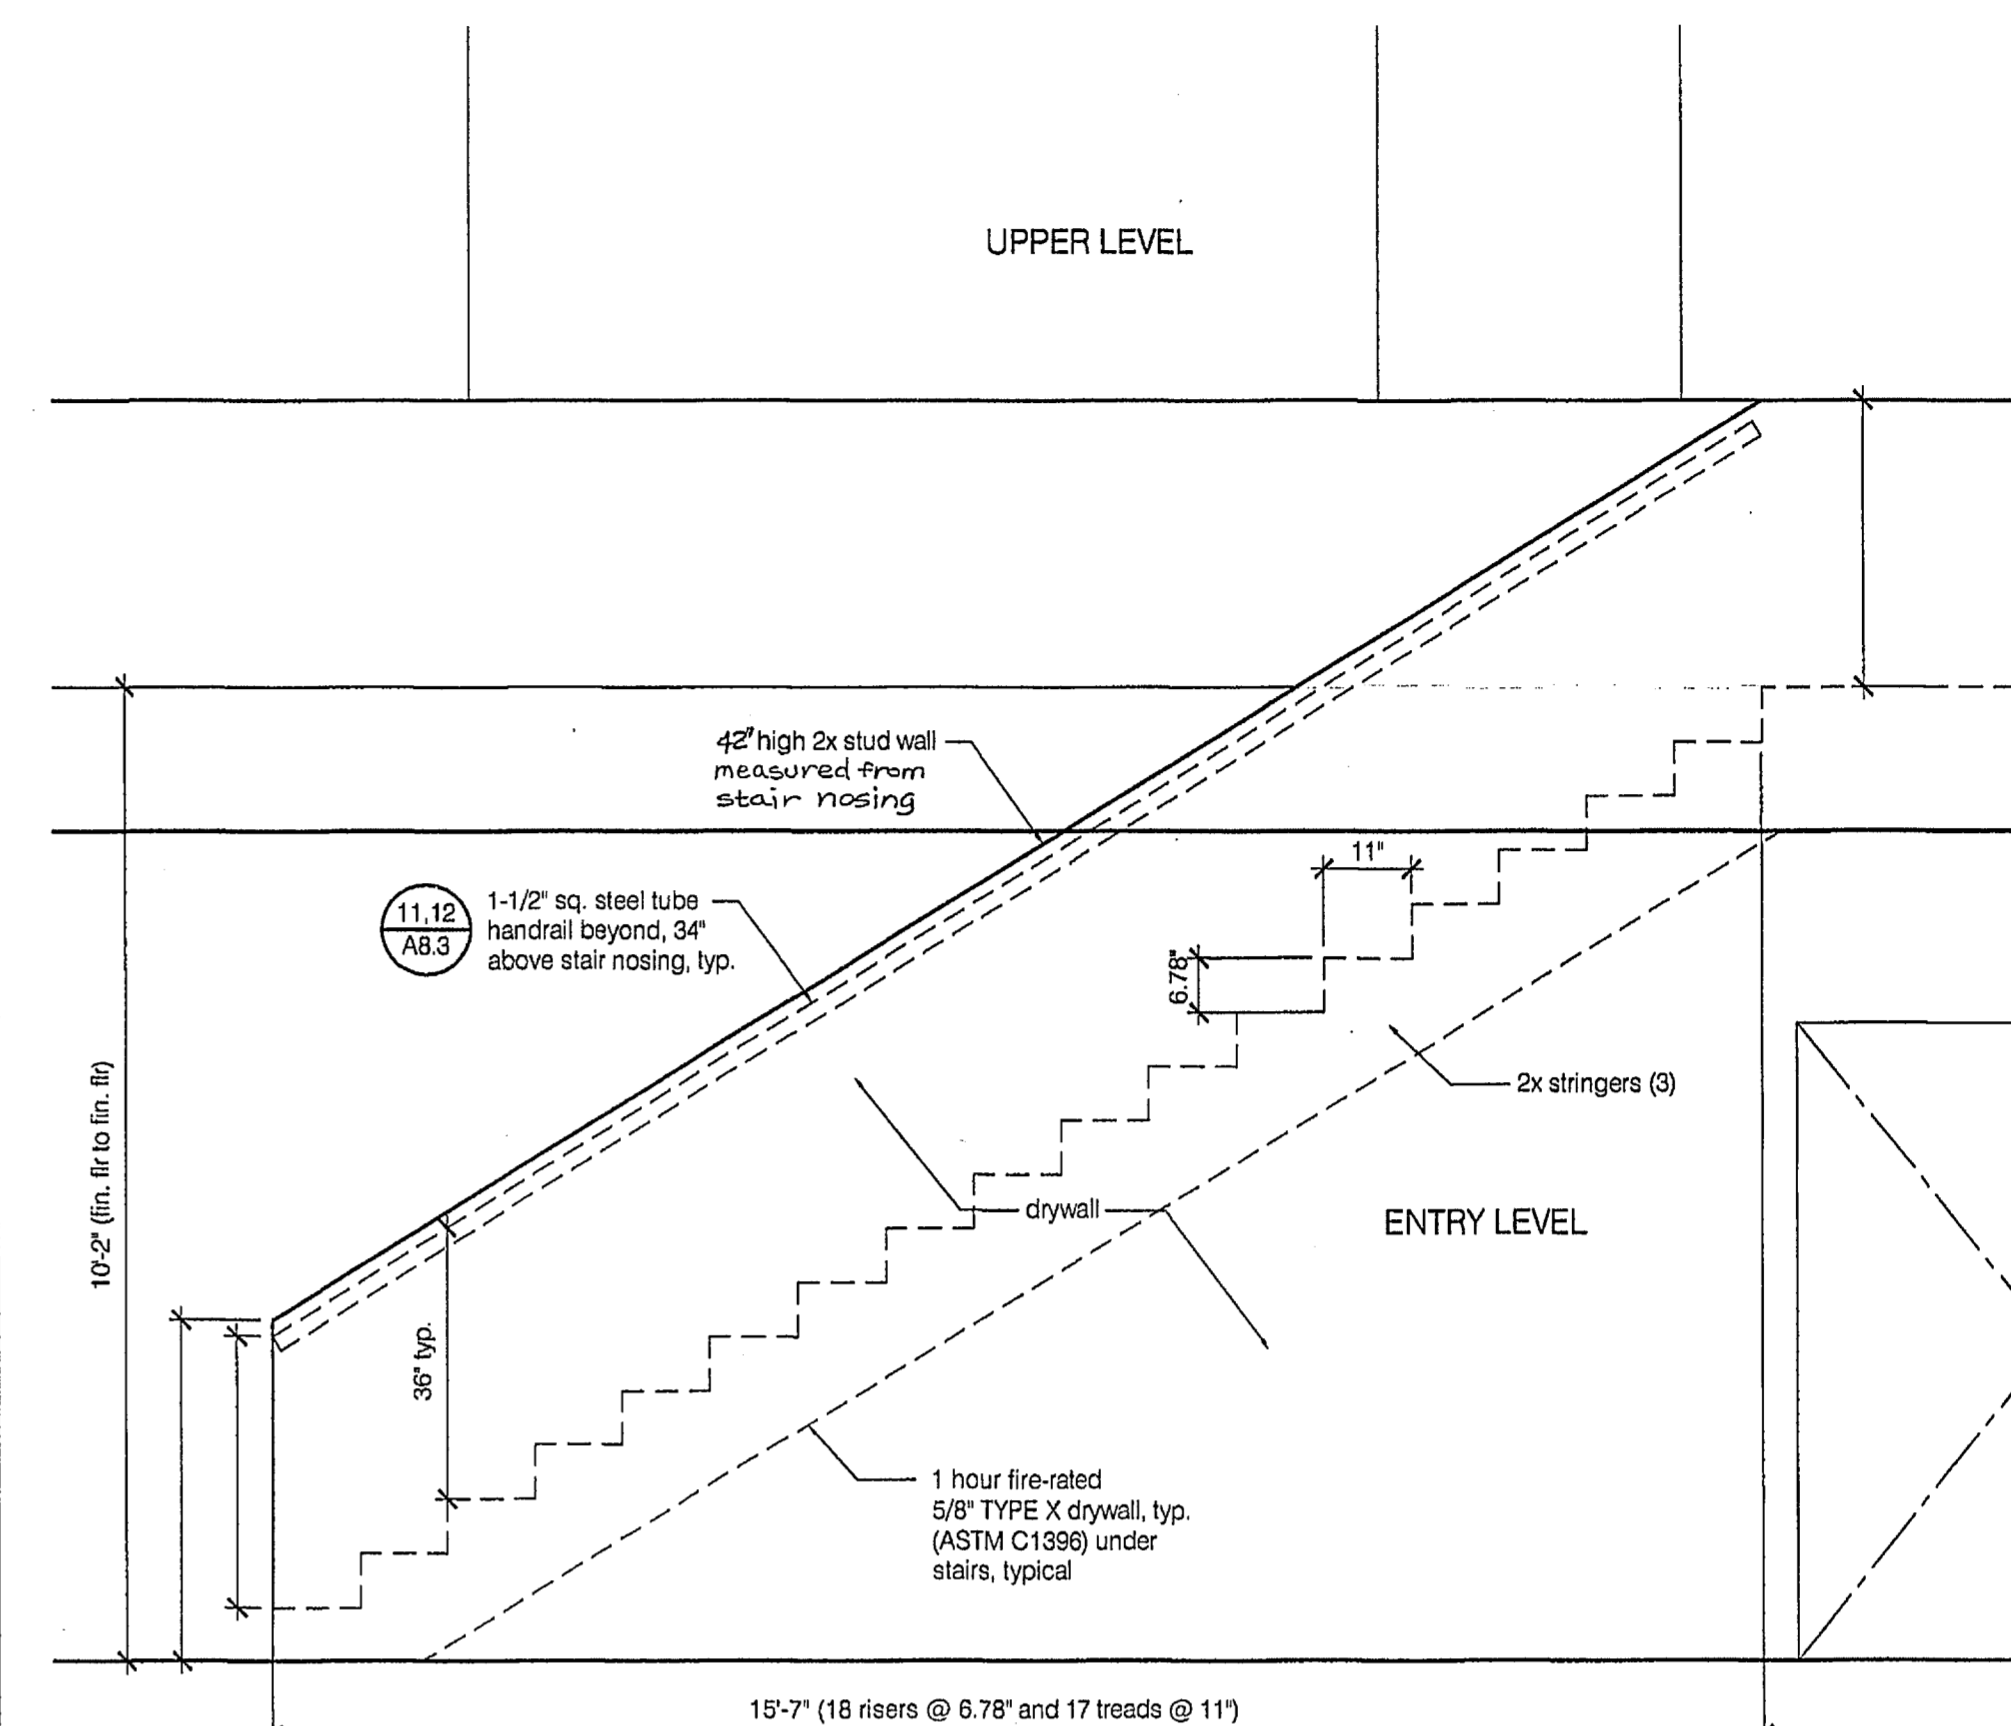 UPPER LEVEL
42" high 2x stud wall
measured from
stair nosing
11"
11,12
A8.3
1-1/2" sq. steel tube
handrail beyond, 34"
above stair nosing, typ.
6.78"
2x stringers (3)
10'-2" (fin. flr to fin. flr)
drywall
ENTRY LEVEL
36" typ.
1 hour fire-rated
5/8" TYPE X drywall, typ.
(ASTM C1396) under
stairs, typical
15'-7" (18 risers @ 6.78" and 17 treads @ 11")